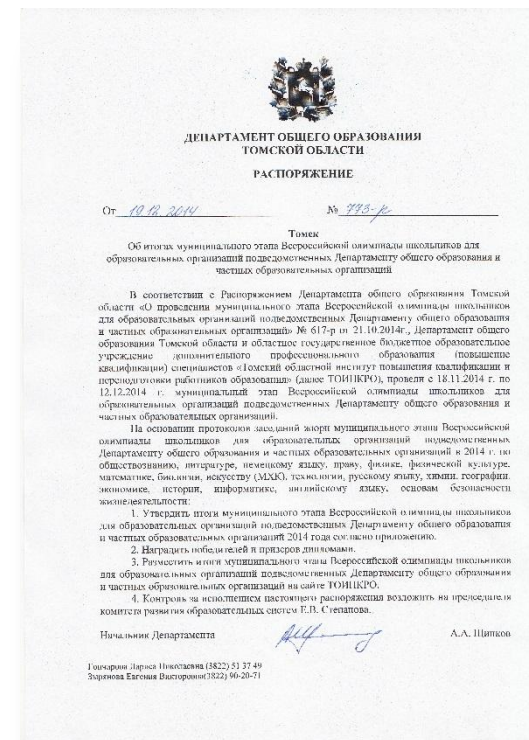 ДЕПАРТАМЕНТ ОБЩЕГО ОБРАЗОВАНИЯ
ТОМСКОЙ ОБЛАСТИ
РАСПОРЯЖЕНИЕ
От 19.12.2014 № 773-р
Томск
Об итогах муниципального этапа Всероссийской олимпиады школьников для
образовательных организаций подведомственных Департаменту общего образования и
частных образовательных организаций
В соответствии с Распоряжением Департамента общего образования Томской
области «О проведении муниципального этапа Всероссийской олимпиады школьников
для образовательных организаций подведомственных Департаменту общего образования
и частных образовательных организаций» № 617-р от 21.10.2014г., Департамент общего
образования Томской области и областное государственное бюджетное образовательное
учреждение дополнительного профессионального образования (повышение
квалификации) специалистов «Томский областной институт повышения квалификации и
переподготовки работников образования» (далее ТОИПКРО), провели с 18.11.2014 г. по
12.12.2014 г. муниципальный этап Всероссийской олимпиады школьников для
образовательных организаций подведомственных Департаменту общего образования и
частных образовательных организаций.
На основании протоколов заседаний жюри муниципального этапа Всероссийской
олимпиады школьников для образовательных организаций подведомственных
Департаменту общего образования и частных образовательных организаций в 2014 г. по
обществознанию, литературе, немецкому языку, праву, физике, физической культуре,
математике, биологии, искусству (МХК), технологии, русскому языку, химии, географии,
экономике, истории, информатике, английскому языку, основам безопасности
жизнедеятельности:
1. Утвердить итоги муниципального этапа Всероссийской олимпиады школьников
для образовательных организаций подведомственных Департаменту общего образования
и частных образовательных организаций 2014 года согласно приложению.
2. Наградить победителей и призеров дипломами.
3. Разместить итоги муниципального этапа Всероссийской олимпиады школьников
для образовательных организаций подведомственных Департаменту общего образования
и частных образовательных организаций на сайте ТОИПКРО.
4. Контроль за исполнением настоящего распоряжения возложить на председателя
комитета развития образовательных систем Е.В. Степанова.
Начальник Департамента А.А. Щипков
Гончарова Лариса Николаевна (3822) 51 37 49
Зырянова Евгения Викторовна(3822) 90-20-71